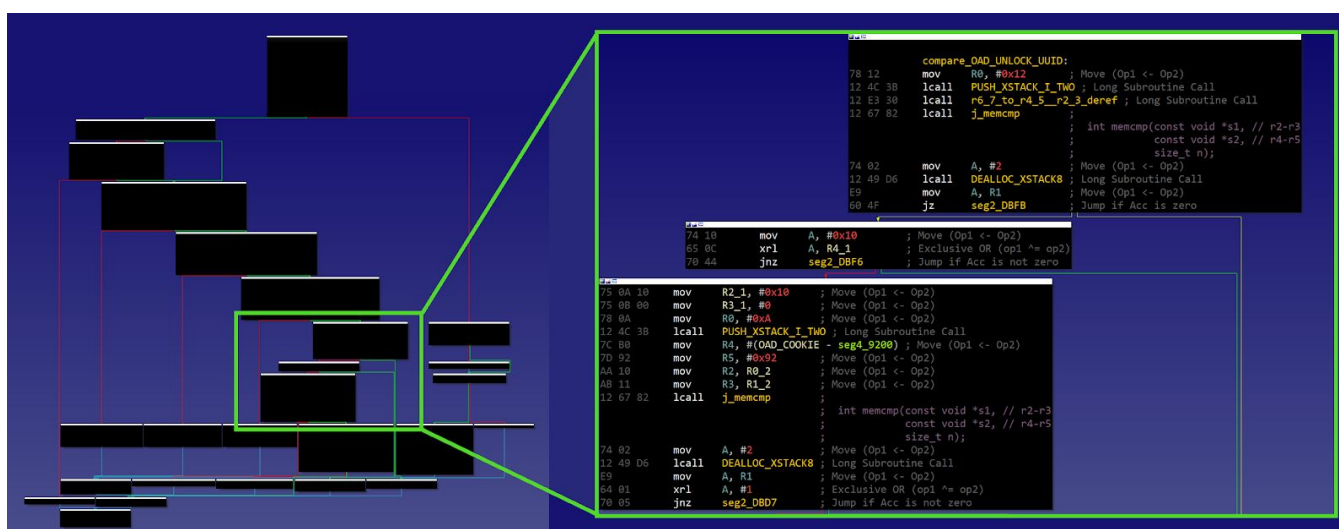 compare_OAD_UNLOCK_UUID:
78 12 mov R0, #0x12 ; Move (Op1 <- Op2)
12 4C 3B lcall PUSH_XSTACK_I_TWO ; Long Subroutine Call
12 E3 30 lcall r6_7_to_r4_5__r2_3_deref ; Long Subroutine Call
12 67 82 lcall j_memcmp ;
; int memcmp(const void *s1, // r2-r3
; const void *s2, // r4-r5
; size_t n);
74 02 mov A, #2 ; Move (Op1 <- Op2)
12 49 D6 lcall DEALLOC_XSTACK8 ; Long Subroutine Call
E9 mov A, R1 ; Move (Op1 <- Op2)
60 4F jz seg2_DBFB ; Jump if Acc is zero
74 10 mov A, #0x10 ; Move (Op1 <- Op2)
65 0C xrl A, R4_1 ; Exclusive OR (op1 ^= op2)
70 44 jnz seg2_DBF6 ; Jump if Acc is not zero
75 0A 10 mov R2_1, #0x10 ; Move (Op1 <- Op2)
75 0B 00 mov R3_1, #0 ; Move (Op1 <- Op2)
78 0A mov R0, #0xA ; Move (Op1 <- Op2)
12 4C 3B lcall PUSH_XSTACK_I_TWO ; Long Subroutine Call
7C B0 mov R4, #(OAD_COOKIE - seg4_9200) ; Move (Op1 <- Op2)
7D 92 mov R5, #0x92 ; Move (Op1 <- Op2)
AA 10 mov R2, R0_2 ; Move (Op1 <- Op2)
AB 11 mov R3, R1_2 ; Move (Op1 <- Op2)
12 67 82 lcall j_memcmp ;
; int memcmp(const void *s1, // r2-r3
; const void *s2, // r4-r5
; size_t n);
74 02 mov A, #2 ; Move (Op1 <- Op2)
12 49 D6 lcall DEALLOC_XSTACK8 ; Long Subroutine Call
E9 mov A, R1 ; Move (Op1 <- Op2)
64 01 xrl A, #1 ; Exclusive OR (op1 ^= op2)
70 05 jnz seg2_DBD7 ; Jump if Acc is not zero